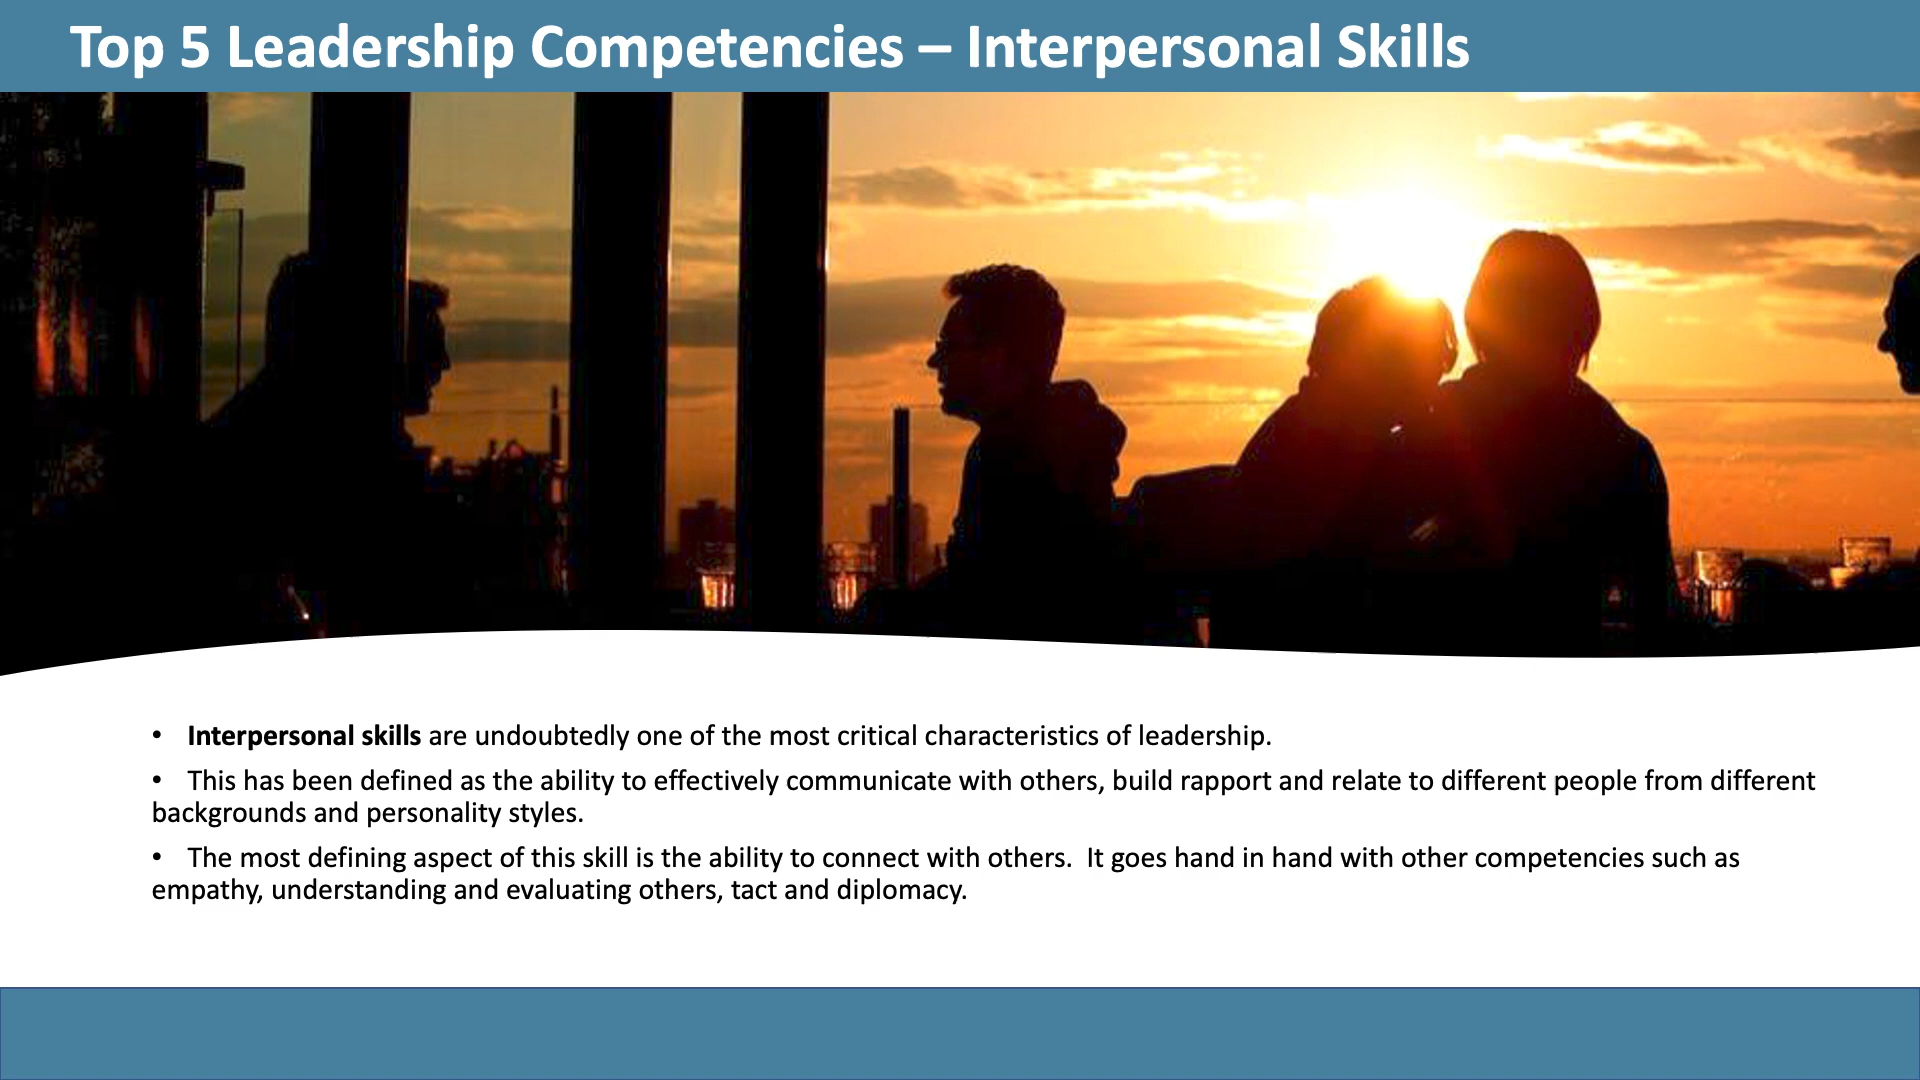 Top 5 Leadership Competencies – Interpersonal Skills
• Interpersonal skills are undoubtedly one of the most critical characteristics of leadership.
• This has been defined as the ability to effectively communicate with others, build rapport and relate to different people from different
backgrounds and personality styles.
• The most defining aspect of this skill is the ability to connect with others.  It goes hand in hand with other competencies such as
empathy, understanding and evaluating others, tact and diplomacy.